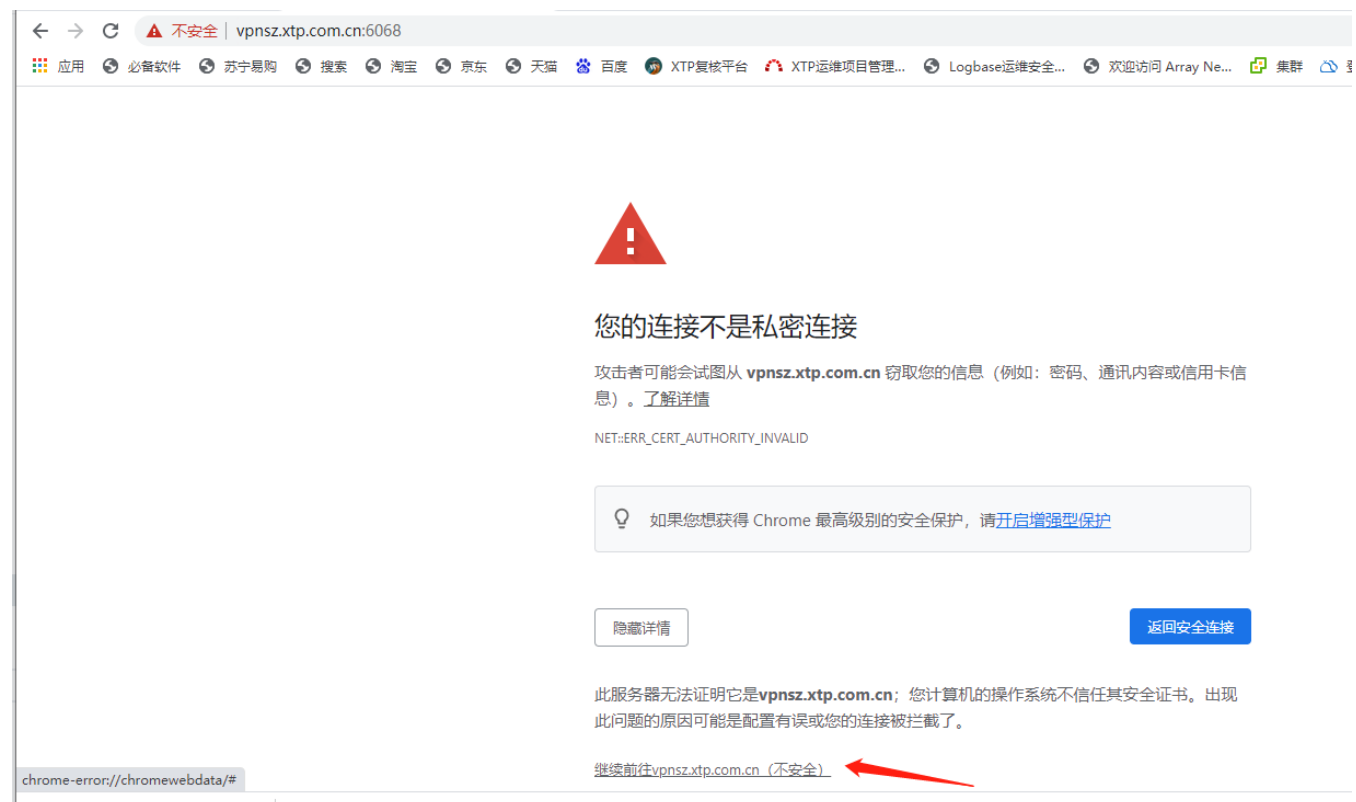 不安全 vpnsz.xtp.com.cn:6068
应用 必备软件 苏宁易购 搜索 淘宝 京东 天猫 百度 XTP复核平台 XTP运维项目管理... Logbase运维安全... 欢迎访问 Array Ne... 集群
您的连接不是私密连接
攻击者可能会试图从 vpnsz.xtp.com.cn 窃取您的信息（例如：密码、通讯内容或信用卡信
息）。了解详情
NET::ERR_CERT_AUTHORITY_INVALID
如果您想获得 Chrome 最高级别的安全保护，请开启增强型保护
隐藏详情 返回安全连接
此服务器无法证明它是vpnsz.xtp.com.cn；您计算机的操作系统不信任其安全证书。出现
此问题的原因可能是配置有误或您的连接被拦截了。
继续前往vpnsz.xtp.com.cn（不安全）
chrome-error://chromewebdata/#